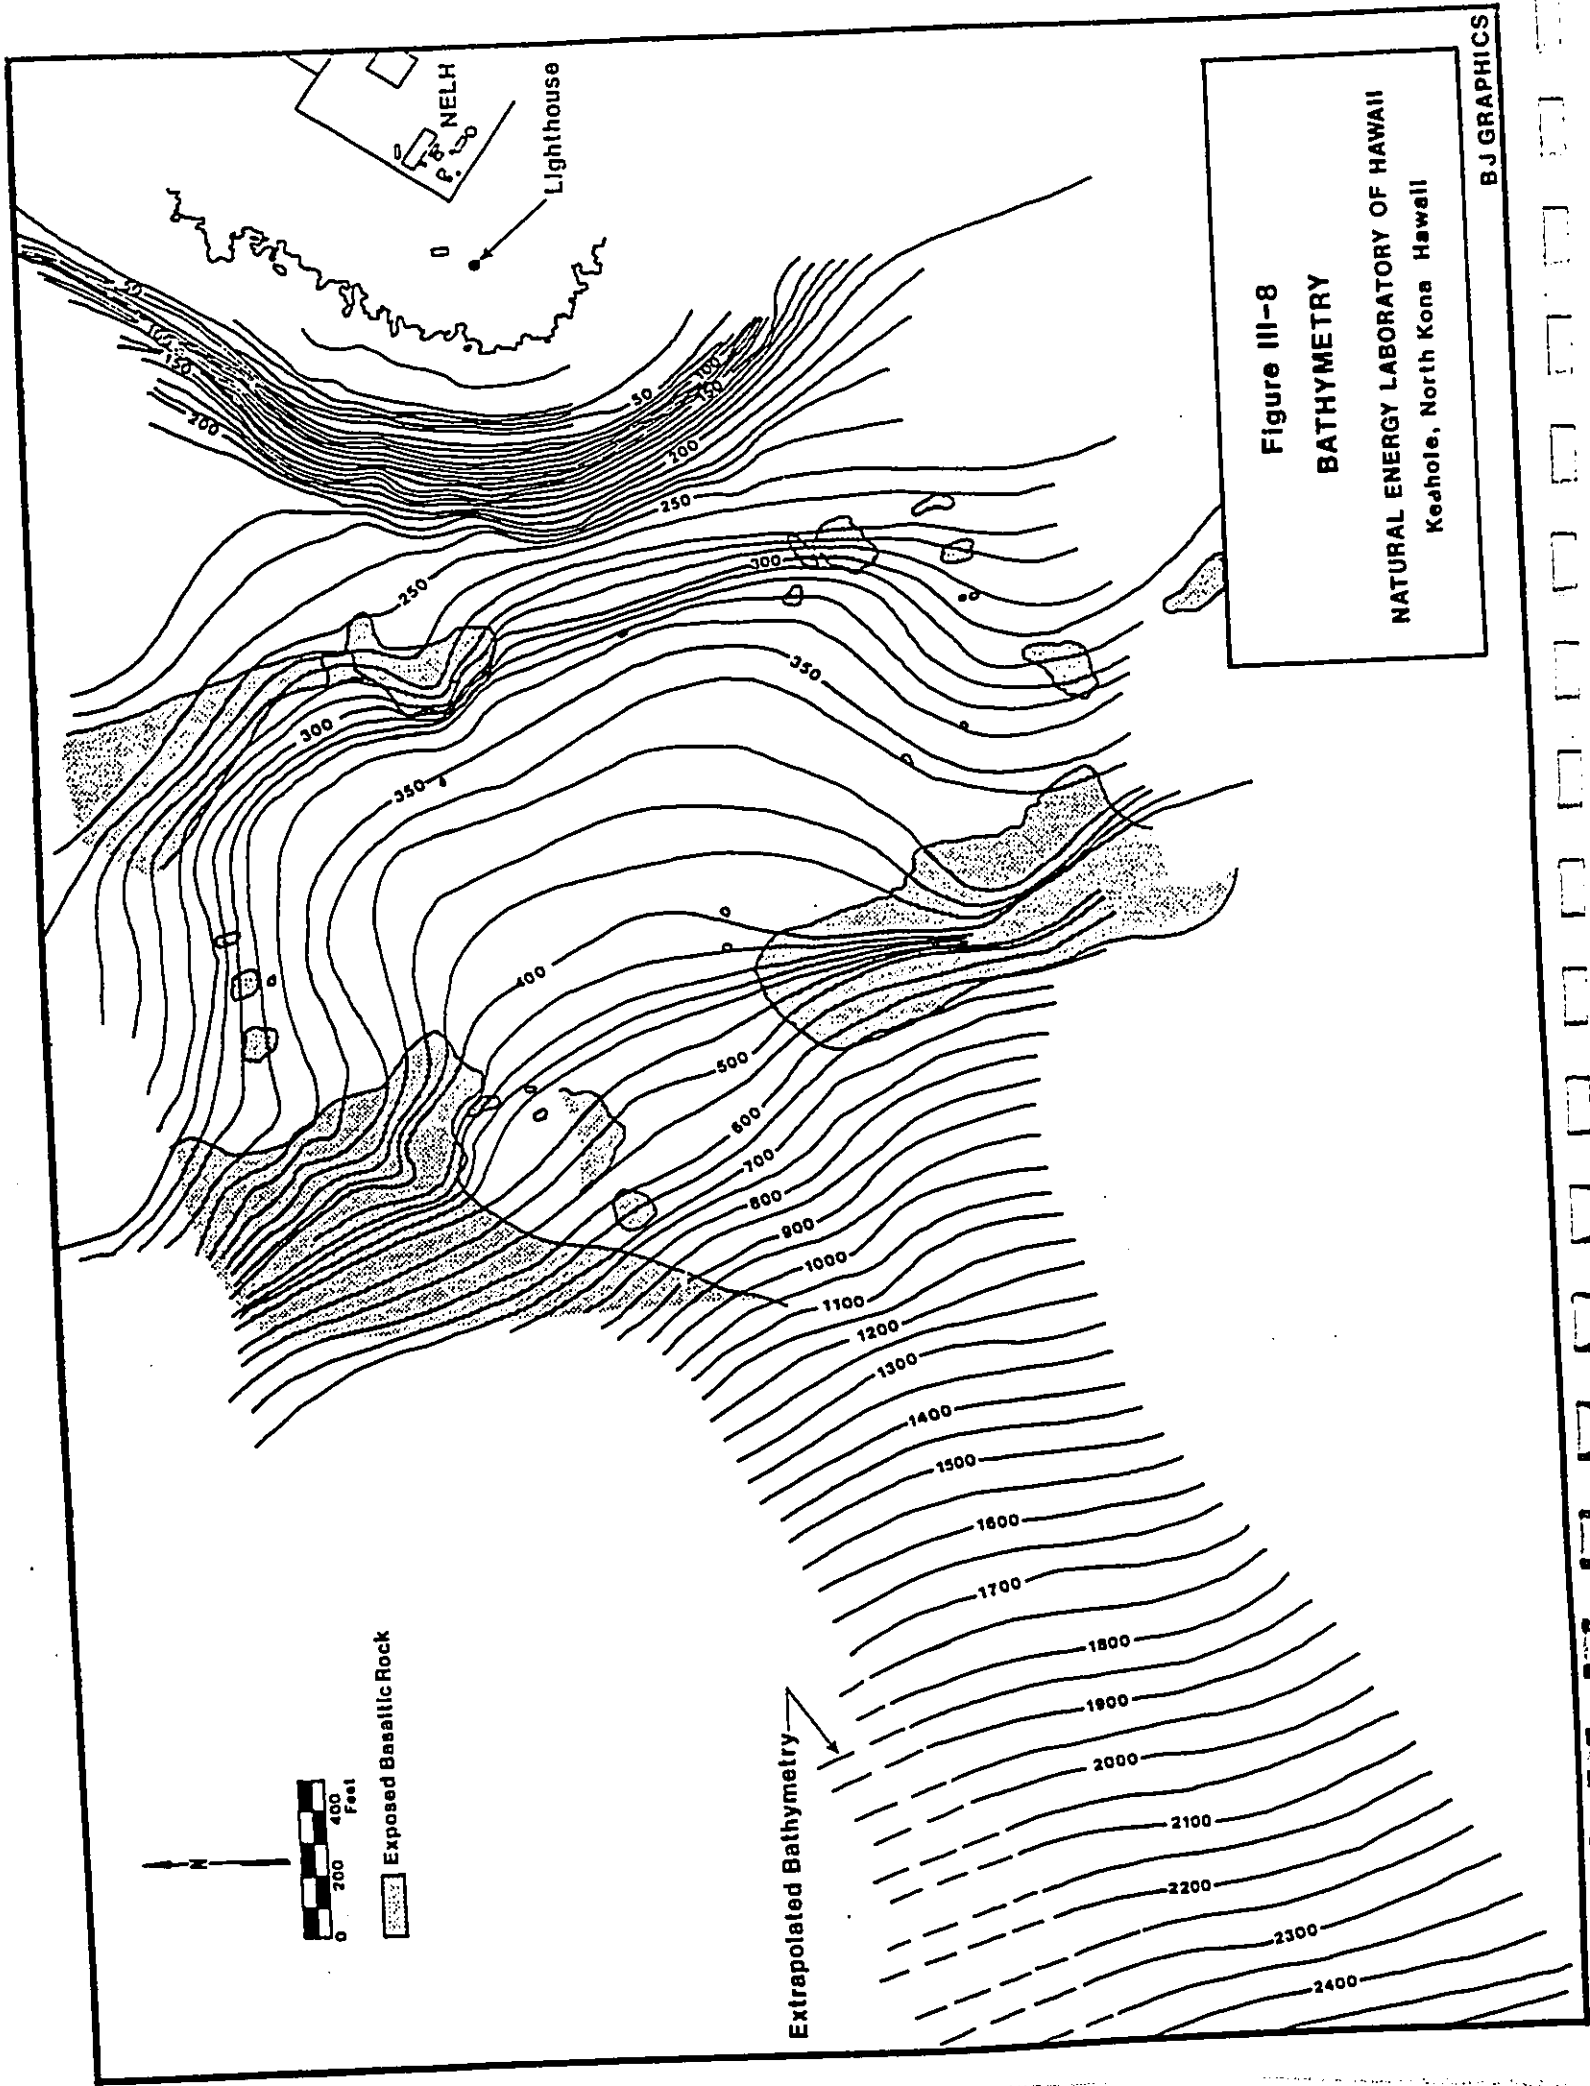 NELH
Lighthouse
50
100
150
200
50
100
150
200
250
250
300
300
350
350
400
500
600
700
800
900
1000
1100
1200
1300
1400
1500
1600
1700
1800
1900
2000
2100
2200
2300
2400
N
0 200 400
Feet
Exposed Basaltic Rock
Extrapolated Bathymetry
Figure III-8
BATHYMETRY
NATURAL ENERGY LABORATORY OF HAWAII
Keahole, North Kona Hawaii
BJ GRAPHICS